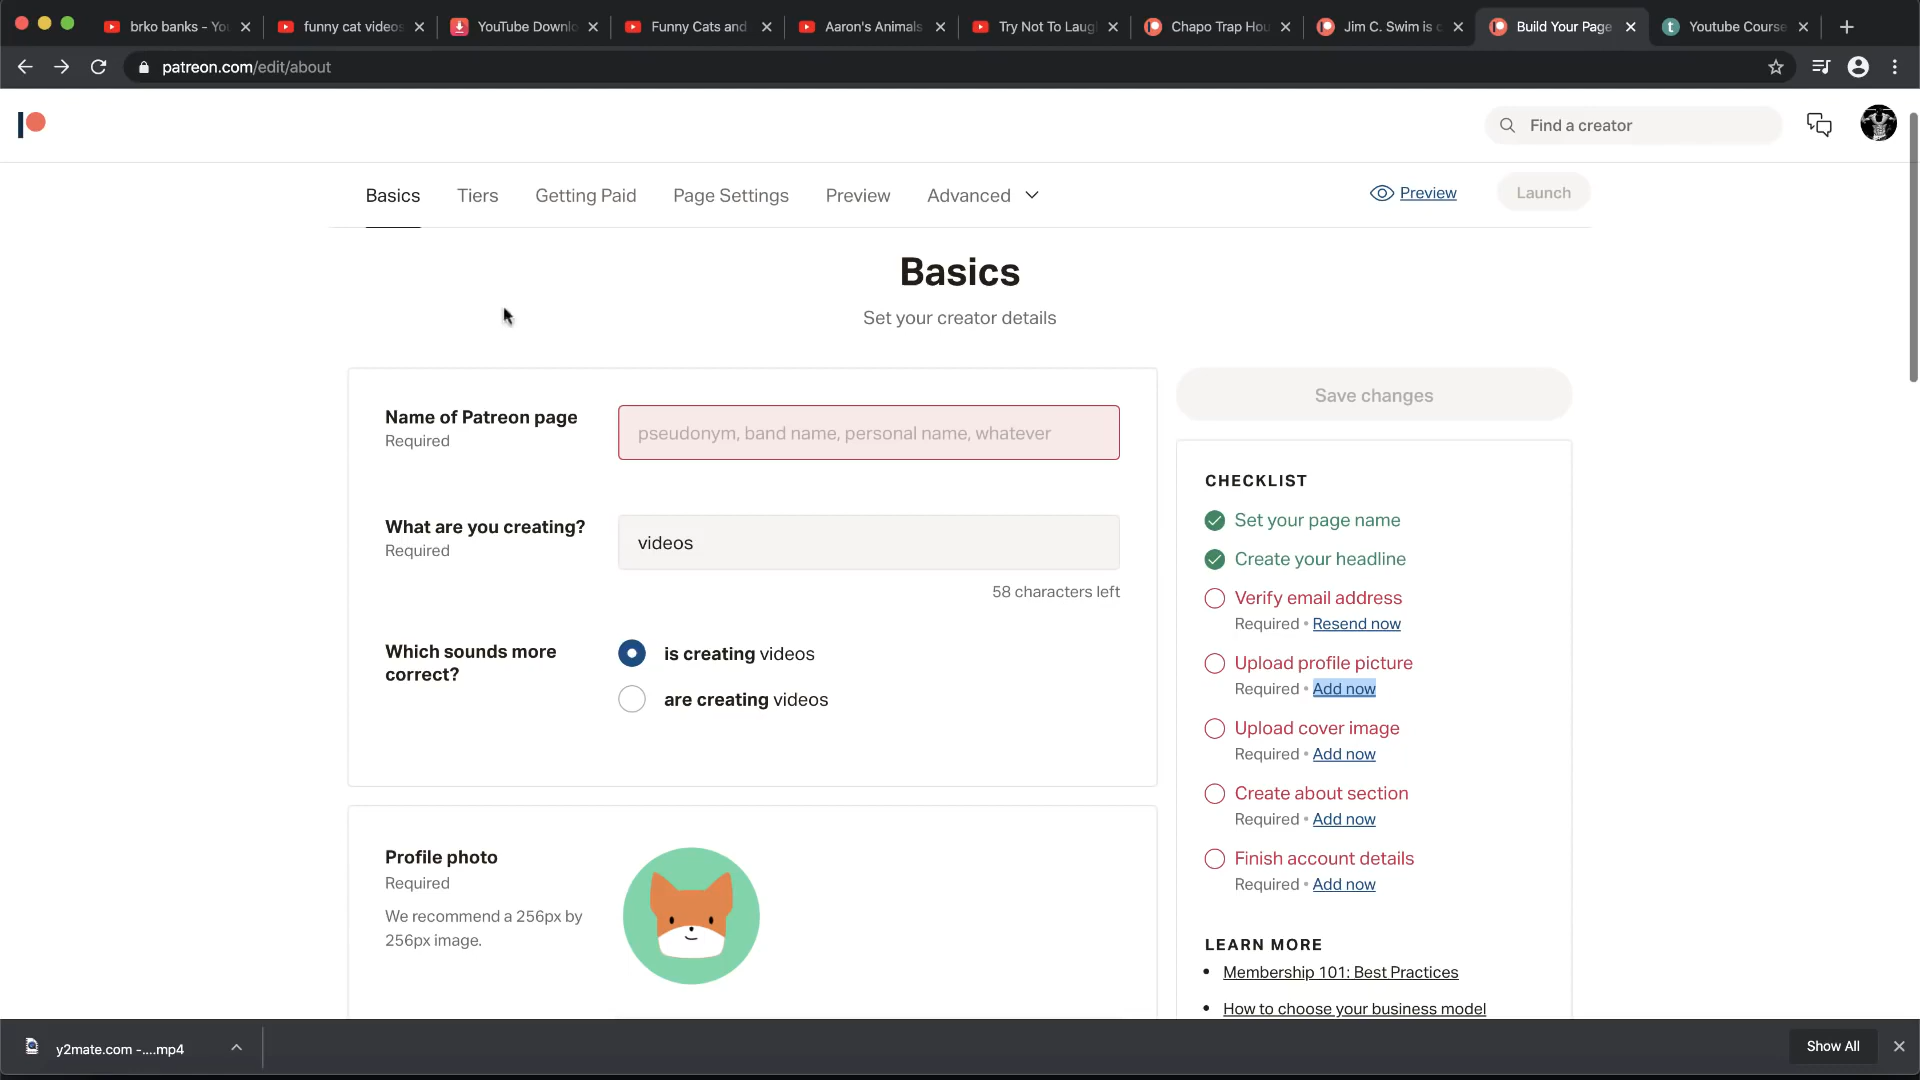 brko banks - Yo
funny cat videos
YouTube Downlo
Funny Cats and
Aaron's Animals
Try Not To Laug
Chapo Trap Hou
Jim C. Swim is c
Build Your Page
Youtube Course
patreon.com/edit/about
Find a creator
Basics
Tiers
Getting Paid
Page Settings
Preview
Advanced
Preview
Launch
Basics
Set your creator details
Name of Patreon page
Required
pseudonym, band name, personal name, whatever
What are you creating?
Required
videos
58 characters left
Which sounds more
correct?
is creating videos
are creating videos
Profile photo
Required
We recommend a 256px by
256px image.
Save changes
CHECKLIST
Set your page name
Create your headline
Verify email address
Required • Resend now
Upload profile picture
Required • Add now
Upload cover image
Required • Add now
Create about section
Required • Add now
Finish account details
Required • Add now
LEARN MORE
• Membership 101: Best Practices
• How to choose your business model
y2mate.com -....mp4
Show All